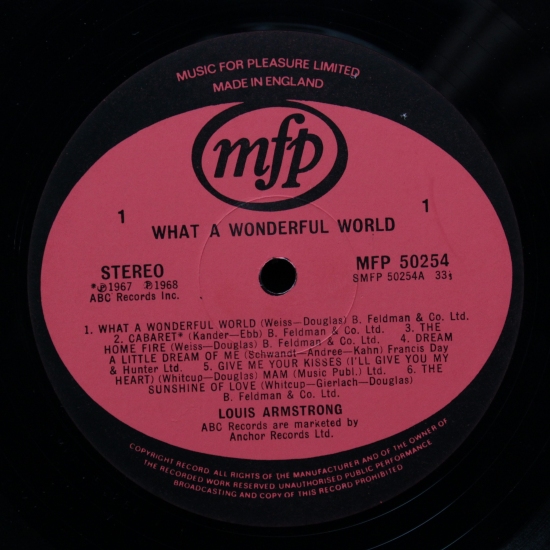 MUSIC FOR PLEASURE LIMITED
MADE IN ENGLAND
mfp
1 1
WHAT A WONDERFUL WORLD
STEREO MFP 50254
*℗1967 ℗1968 SMFP 50254A 33⅓
ABC Records Inc.
1. WHAT A WONDERFUL WORLD (Weiss—Douglas) B. Feldman & Co. Ltd.
2. CABARET* (Kander—Ebb) B. Feldman & Co. Ltd. 3. THE
HOME FIRE (Weiss—Douglas) B. Feldman & Co. Ltd. 4. DREAM
A LITTLE DREAM OF ME (Schwandt—Andree—Kahn) Francis Day
& Hunter Ltd. 5. GIVE ME YOUR KISSES (I'LL GIVE YOU MY
HEART) (Whitcup—Douglas) MAM (Music Publ.) Ltd. 6. THE
SUNSHINE OF LOVE (Whitcup—Gierlach—Douglas)
B. Feldman & Co. Ltd.
LOUIS ARMSTRONG
ABC Records are marketed by
Anchor Records Ltd.
COPYRIGHT RECORD. ALL RIGHTS OF THE MANUFACTURER AND OF THE OWNER OF
THE RECORDED WORK RESERVED UNAUTHORISED PUBLIC PERFORMANCE
BROADCASTING AND COPY OF THIS RECORD PROHIBITED